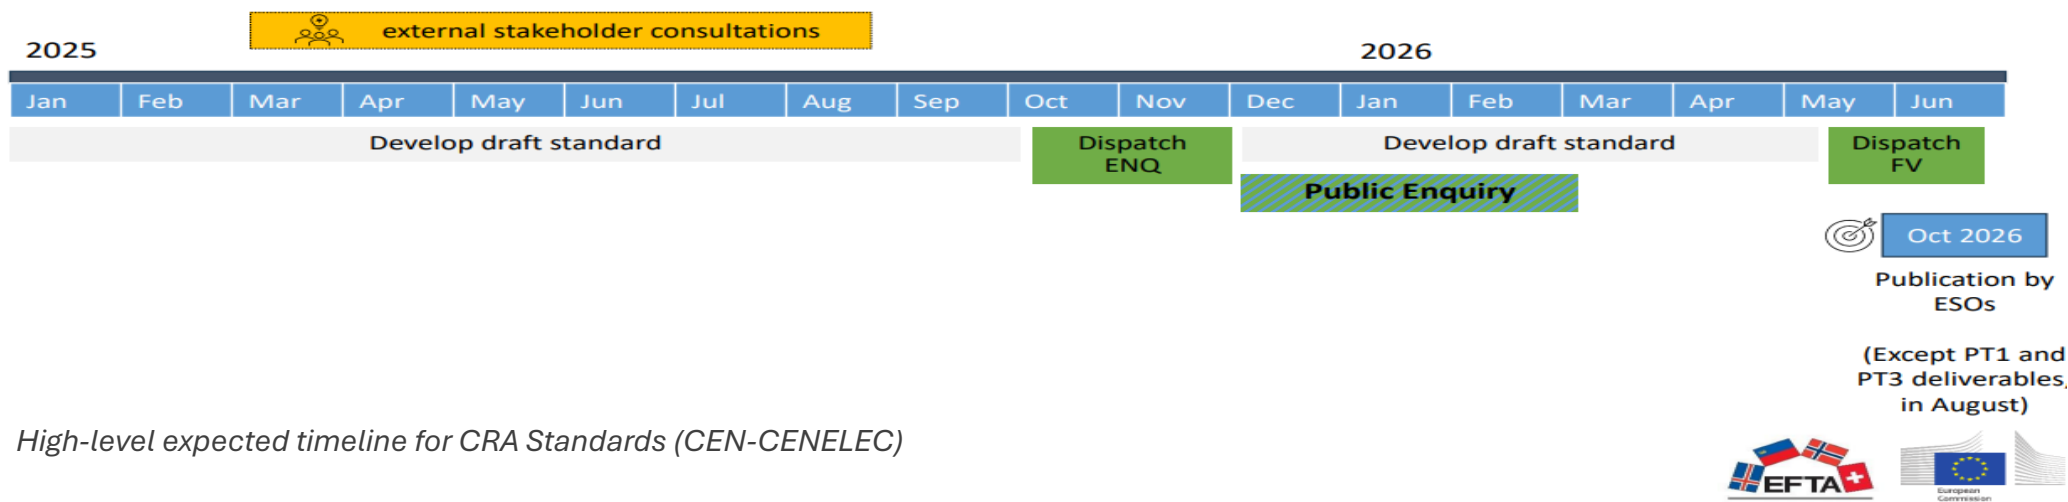 external stakeholder consultations
2025
2026
Jan Feb Mar Apr May Jun Jul Aug Sep Oct Nov Dec Jan Feb Mar Apr May Jun
Develop draft standard
Dispatch
ENQ
Develop draft standard
Dispatch
FV
Public Enquiry
Oct 2026
Publication by
ESOs
(Except PT1 and
PT3 deliverables,
in August)
High-level expected timeline for CRA Standards (CEN-CENELEC)
EFTA
European
Commission